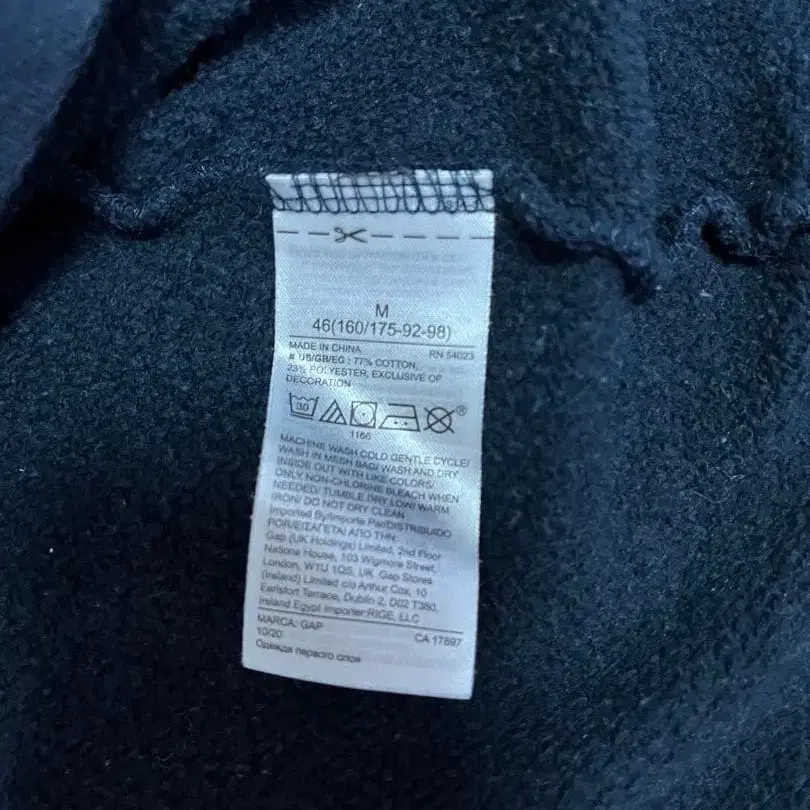 M
46(160/175-92-98)
MADE IN CHINA RN 54023
# US/GB/EG : 77% COTTON,
23% POLYESTER, EXCLUSIVE OF
DECORATION
30
1166
MACHINE WASH COLD GENTLE CYCLE/
WASH IN MESH BAG/ WASH AND DRY
INSIDE OUT WITH LIKE COLORS/
ONLY NON-CHLORINE BLEACH WHEN
NEEDED/ TUMBLE DRY LOW/ WARM
IRON/ DO NOT DRY CLEAN
Imported By/Importe Par/DISTRIBUIDO
POR/ΕΙΣΑΓΕΤΑΙ ΑΠΟ ΤΗΝ:
Gap (UK Holdings) Limited, 2nd Floor
Nations House, 103 Wigmore Street,
London, W1U 1QS, UK Gap Stores
(Ireland) Limited c/o Arthur Cox, 10
Earlsfort Terrace, Dublin 2, D02 T380,
Ireland Egypt Importer:RIGE, LLC
MARCA: GAP CA 17897
10/20
Одежда первого слоя